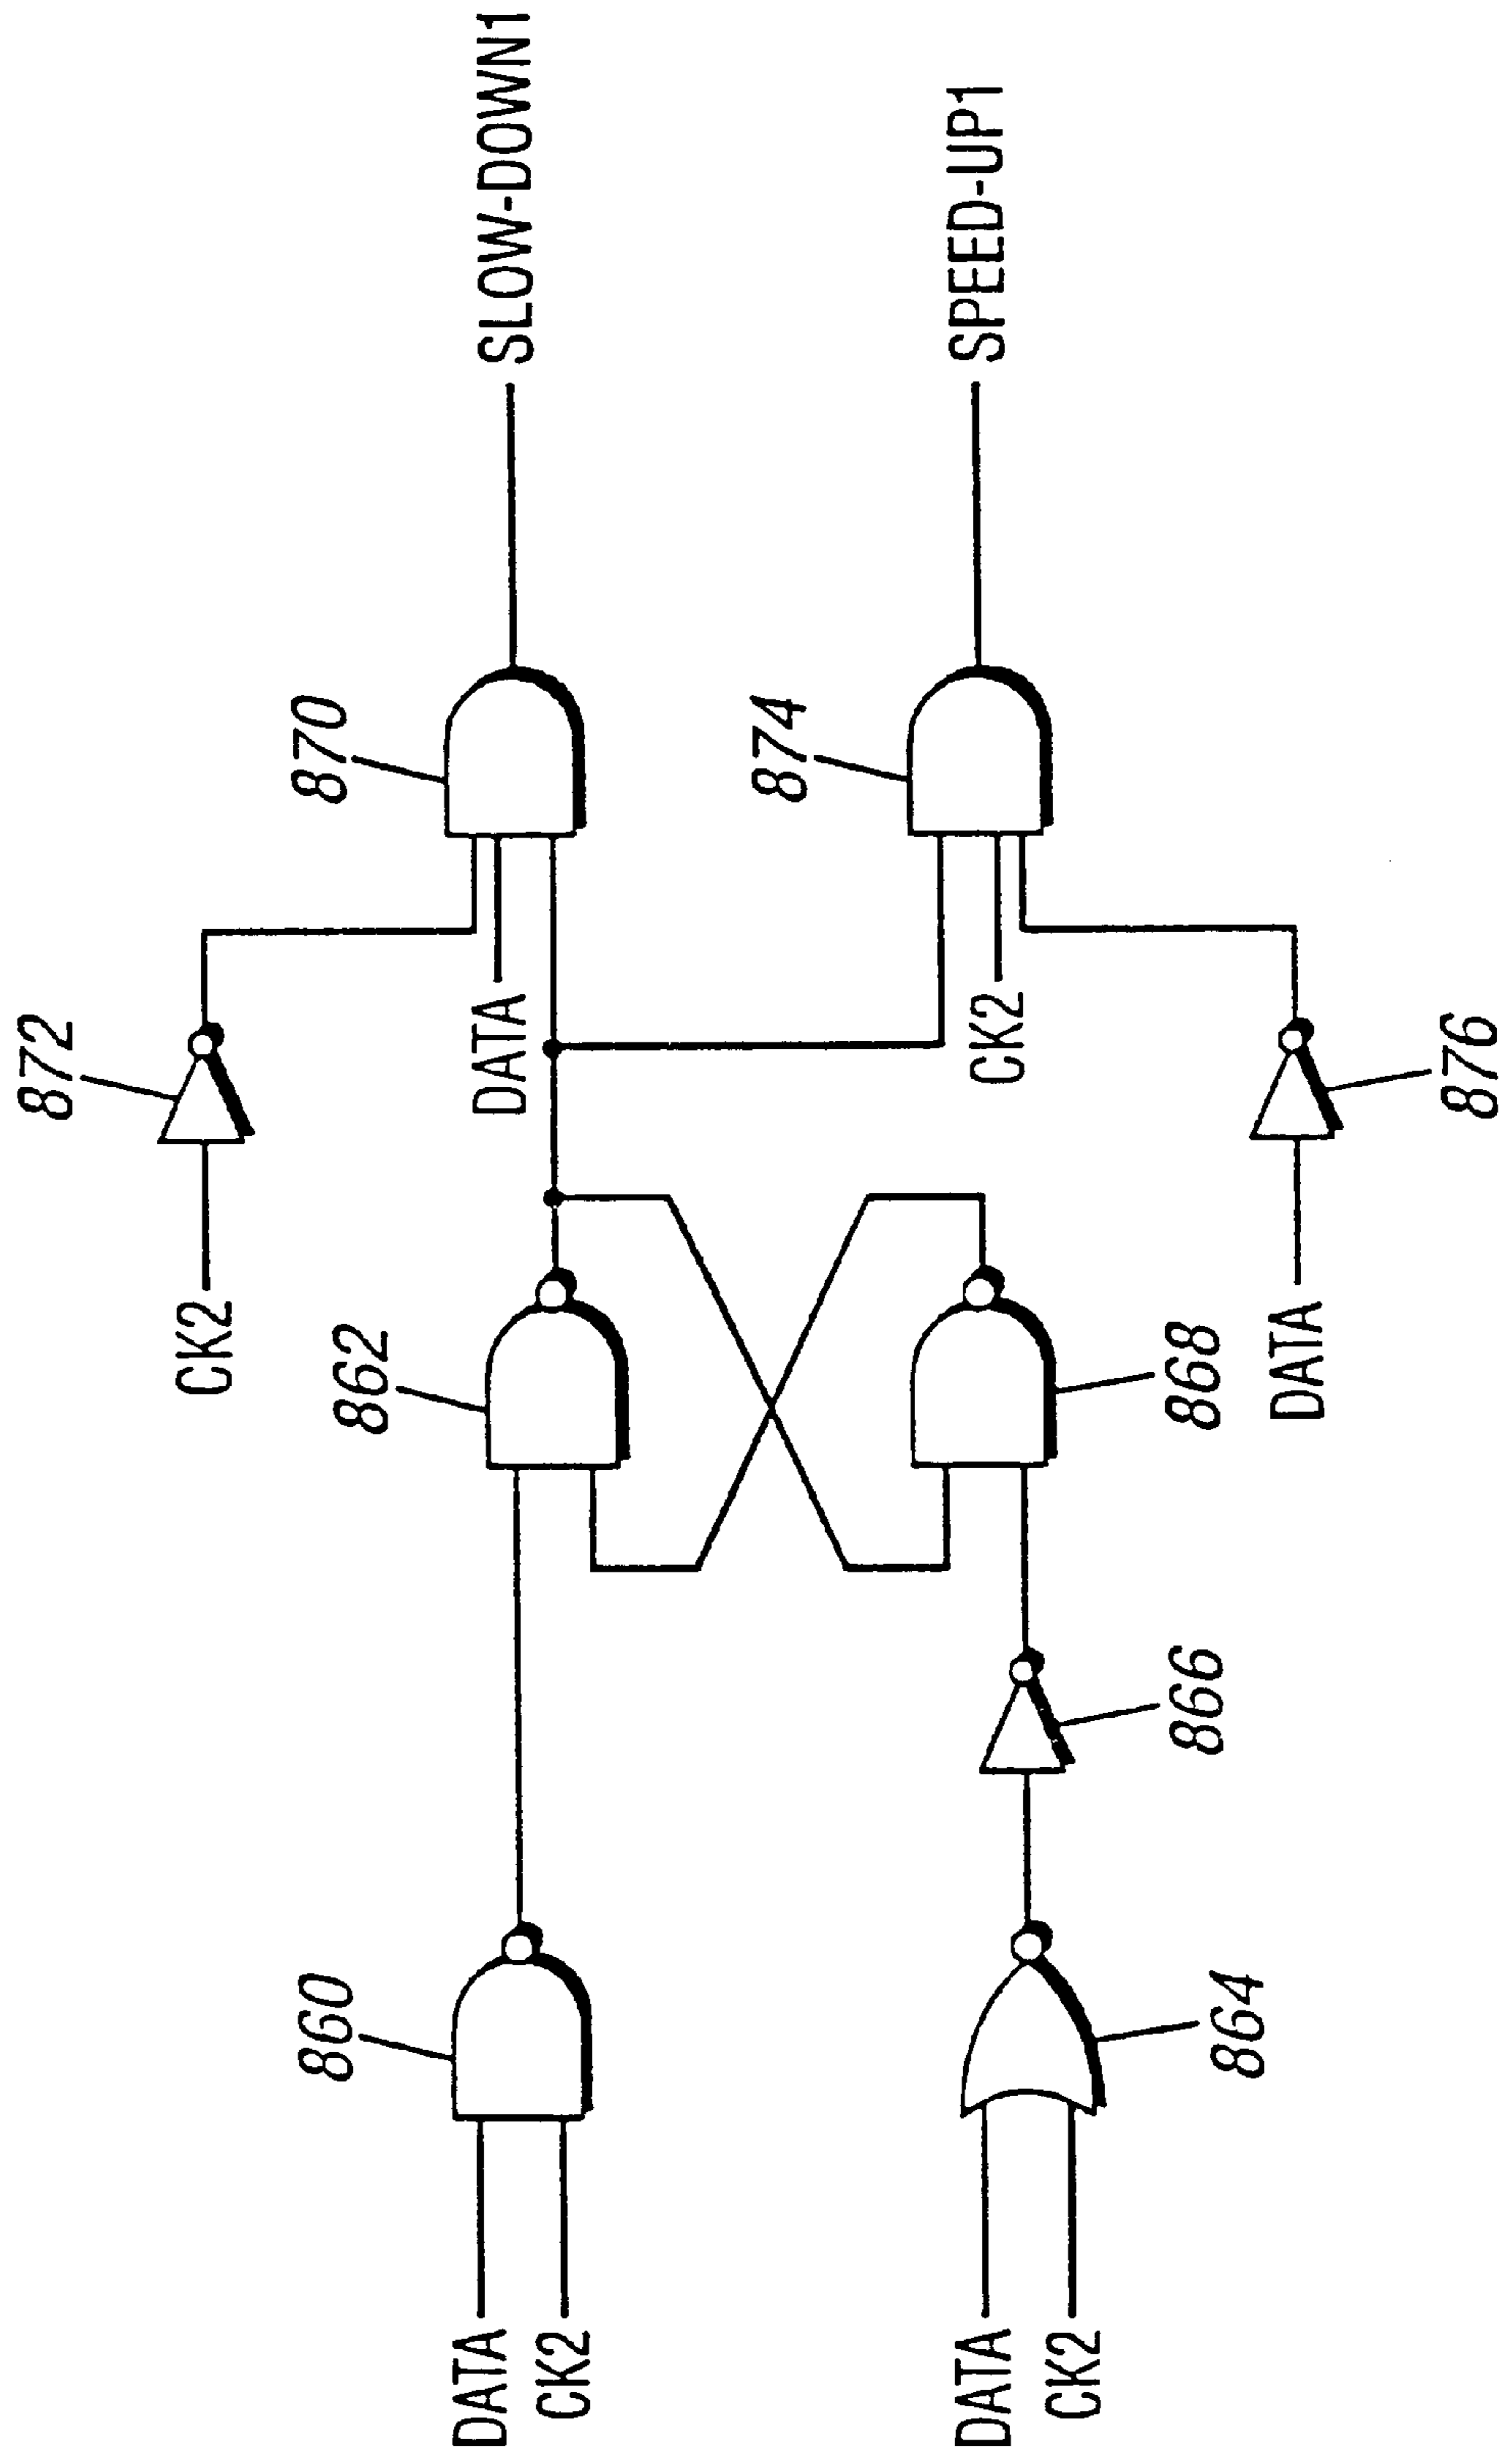 872
CK2
870
SLOW-DOWN1
860
862
DATA
DATA
CK2
874
SPEED-UP1
CK2
DATA
CK2
864
866
868
DATA
876